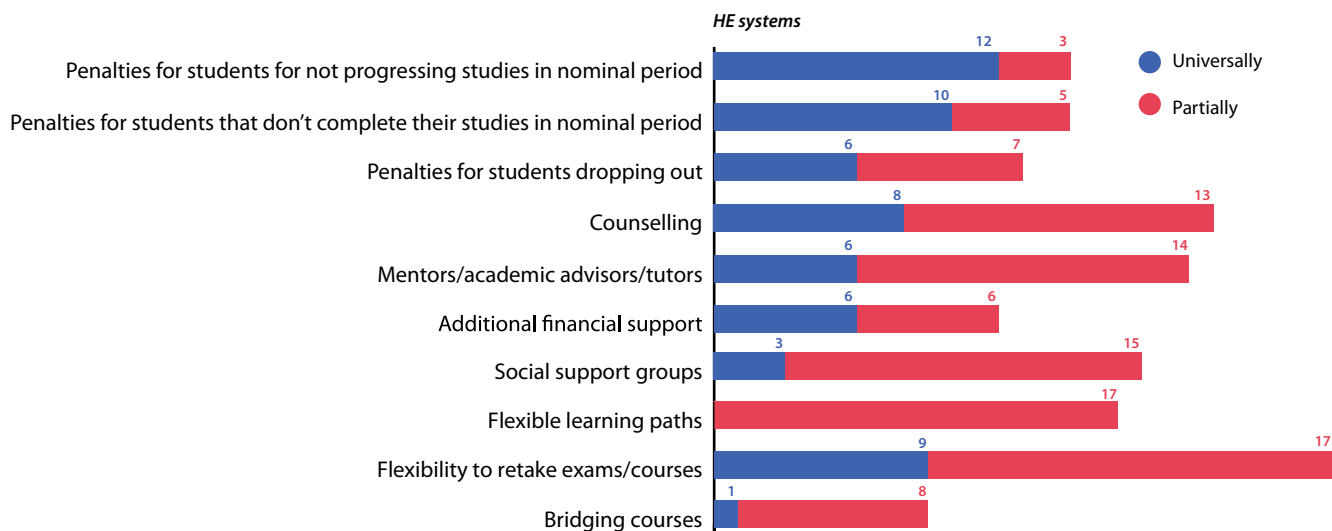 HE systems
12 3
Penalties for students for not progressing studies in nominal period
Universally
10 5
Penalties for students that don’t complete their studies in nominal period
Partially
6 7
Penalties for students dropping out
8 13
Counselling
6 14
Mentors/academic advisors/tutors
6 6
Additional financial support
3 15
Social support groups
17
Flexible learning paths
9 17
Flexibility to retake exams/courses
1 8
Bridging courses